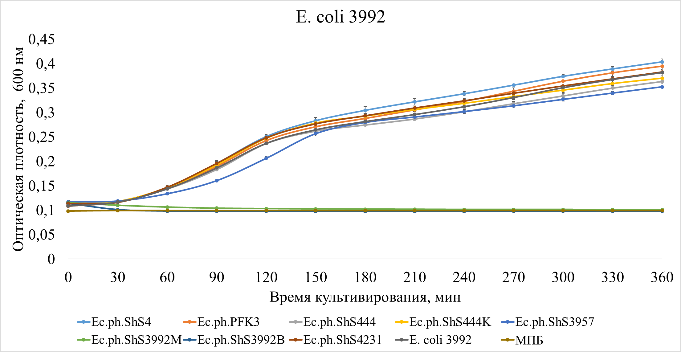 E. coli 3992
Оптическая плотность, 600 нм
0,45
0,4
0,35
0,3
0,25
0,2
0,15
0,1
0,05
0
0 30 60 90 120 150 180 210 240 270 300 330 360
Время культивирования, мин
Ec.ph.ShS4 Ec.ph.PFK3 Ec.ph.ShS444 Ec.ph.ShS444K Ec.ph.ShS3957
Ec.ph.ShS3992M Ec.ph.ShS3992B Ec.ph.ShS4231 E. coli 3992 МПБ